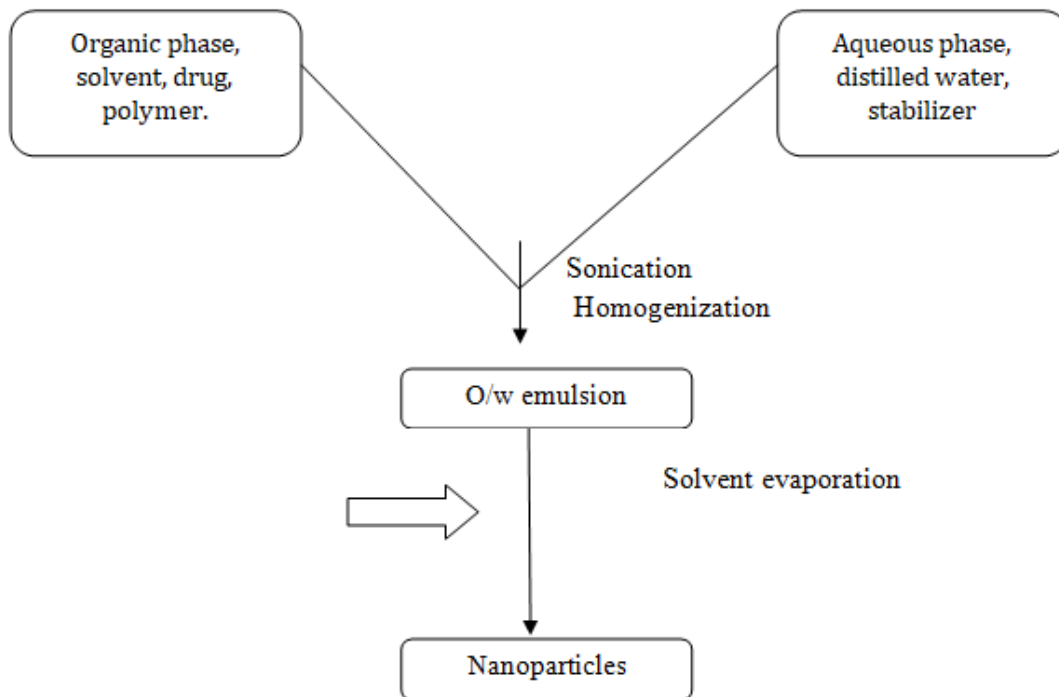 Organic phase,
solvent, drug,
polymer.
Aqueous phase,
distilled water,
stabilizer
Sonication
Homogenization
O/w emulsion
Solvent evaporation
Nanoparticles